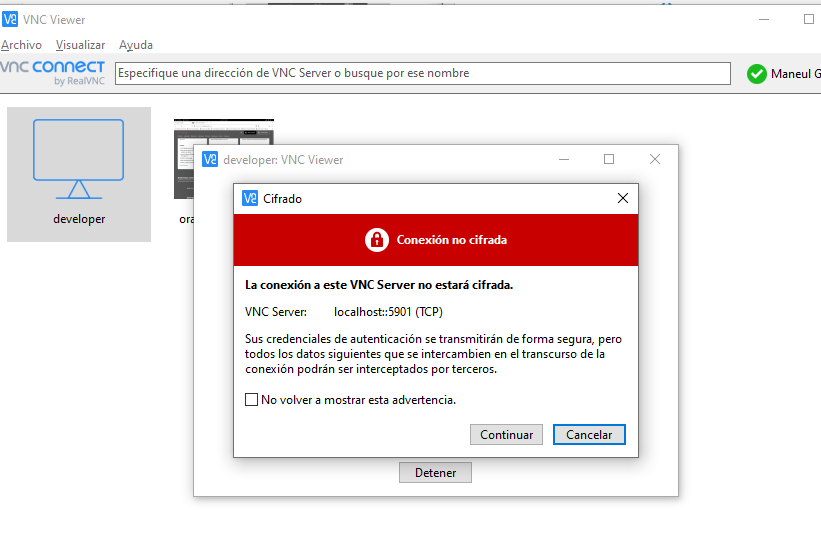 VNC Viewer
Archivo Visualizar Ayuda
vnc connect
by RealVNC
Especifique una dirección de VNC Server o busque por ese nombre
Maneul G
developer
ora
developer: VNC Viewer
Cifrado
Conexión no cifrada
La conexión a este VNC Server no estará cifrada.
VNC Server: localhost::5901 (TCP)
Sus credenciales de autenticación se transmitirán de forma segura, pero
todos los datos siguientes que se intercambien en el transcurso de la
conexión podrán ser interceptados por terceros.
No volver a mostrar esta advertencia.
Continuar Cancelar
Detener